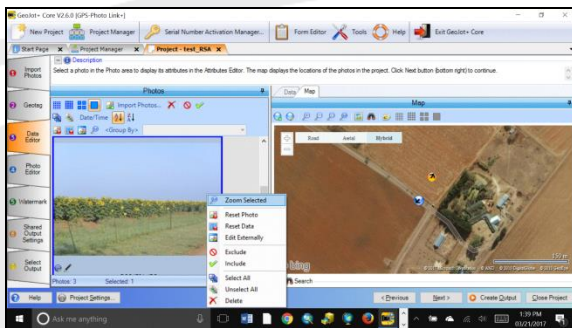 GeoJot+ Core V2.6.0 [GPS-Photo Link+]
New Project Project Manager Serial Number Activation Manager... Form Editor Tools Help Exit GeoJot+ Core
Start Page Project Manager Project - test_RSA
Description
Select a photo in the Photo area to display its attributes in the Attributes Editor. The map displays the locations of the photos in the project. Click Next button (bottom right) to continue.
Import Photos
Geotag
Data Editor
Photo Editor
Watermark
Shared Output Settings
Select Output
Photos
Import Photos...
Date/Time
<Group By>
Photos: 3 Selected: 1
Zoom Selected
Reset Photo
Reset Data
Edit Externally
Exclude
Include
Select All
Unselect All
Delete
Data Map
Map
Road Aerial Hybrid
bing
Search
Help Project Settings... < Previous Next > Create Output Close Project
Ask me anything
1:39 PM
03/21/2017